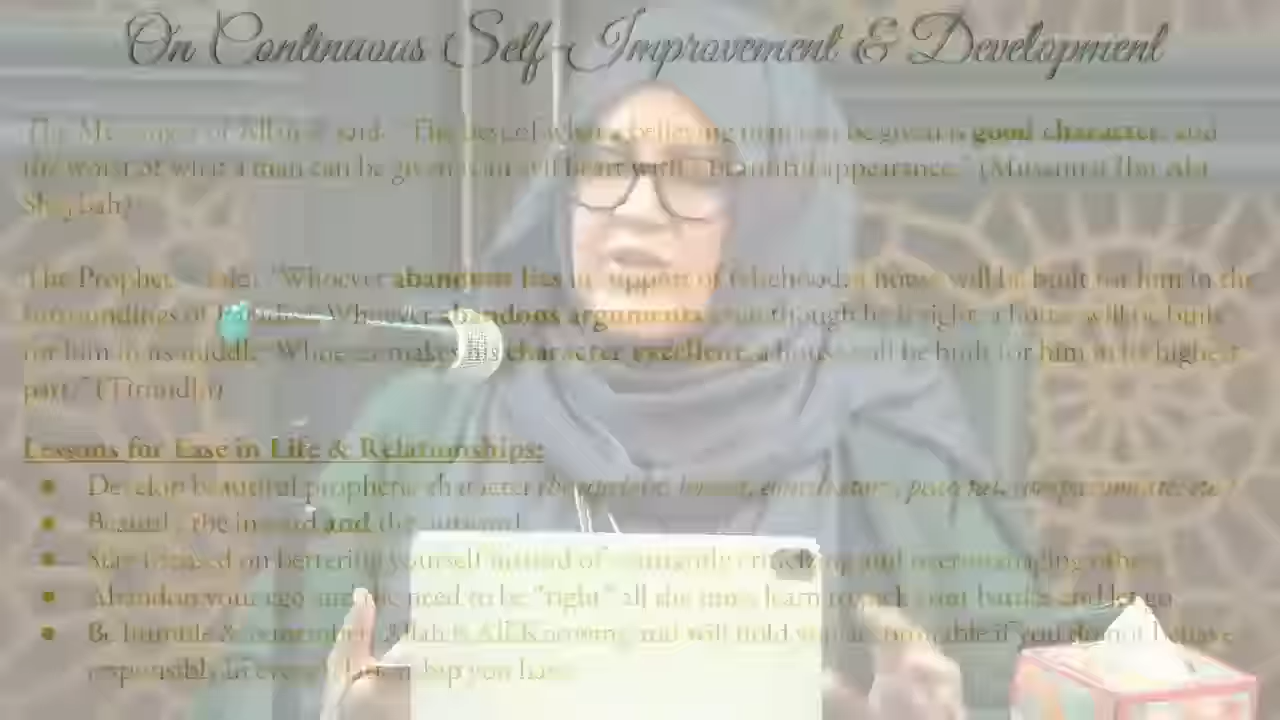 On Continuous Self-Improvement & Development
The Messenger of Allah said: "The best of what a believing man can be given is good character, and
the worst of what a man can be given is an evil heart with a beautiful appearance." (Musannaf Ibn Abi
Shaybah)
The Prophet said: "Whoever abandons lies in support of falsehood, a house will be built for him in the
surroundings of Paradise. Whoever abandons arguments even though he is right, a house will be built
for him in its middle. Whoever makes his character excellent, a house will be built for him in its highest
part." (Tirmidhi)
Lessons for Ease in Life & Relationships:
• Develop beautiful prophetic character
• Beautify the inward and the outward
• Stay focused on bettering yourself instead of constantly criticizing and micromanaging others
• Abandon your ego and the need to be "right" all the time; learn to pick your battles and let go
• Be humble & remember, Allah is All Knowing and will hold you accountable if you do not behave
responsibly in every relationship you have